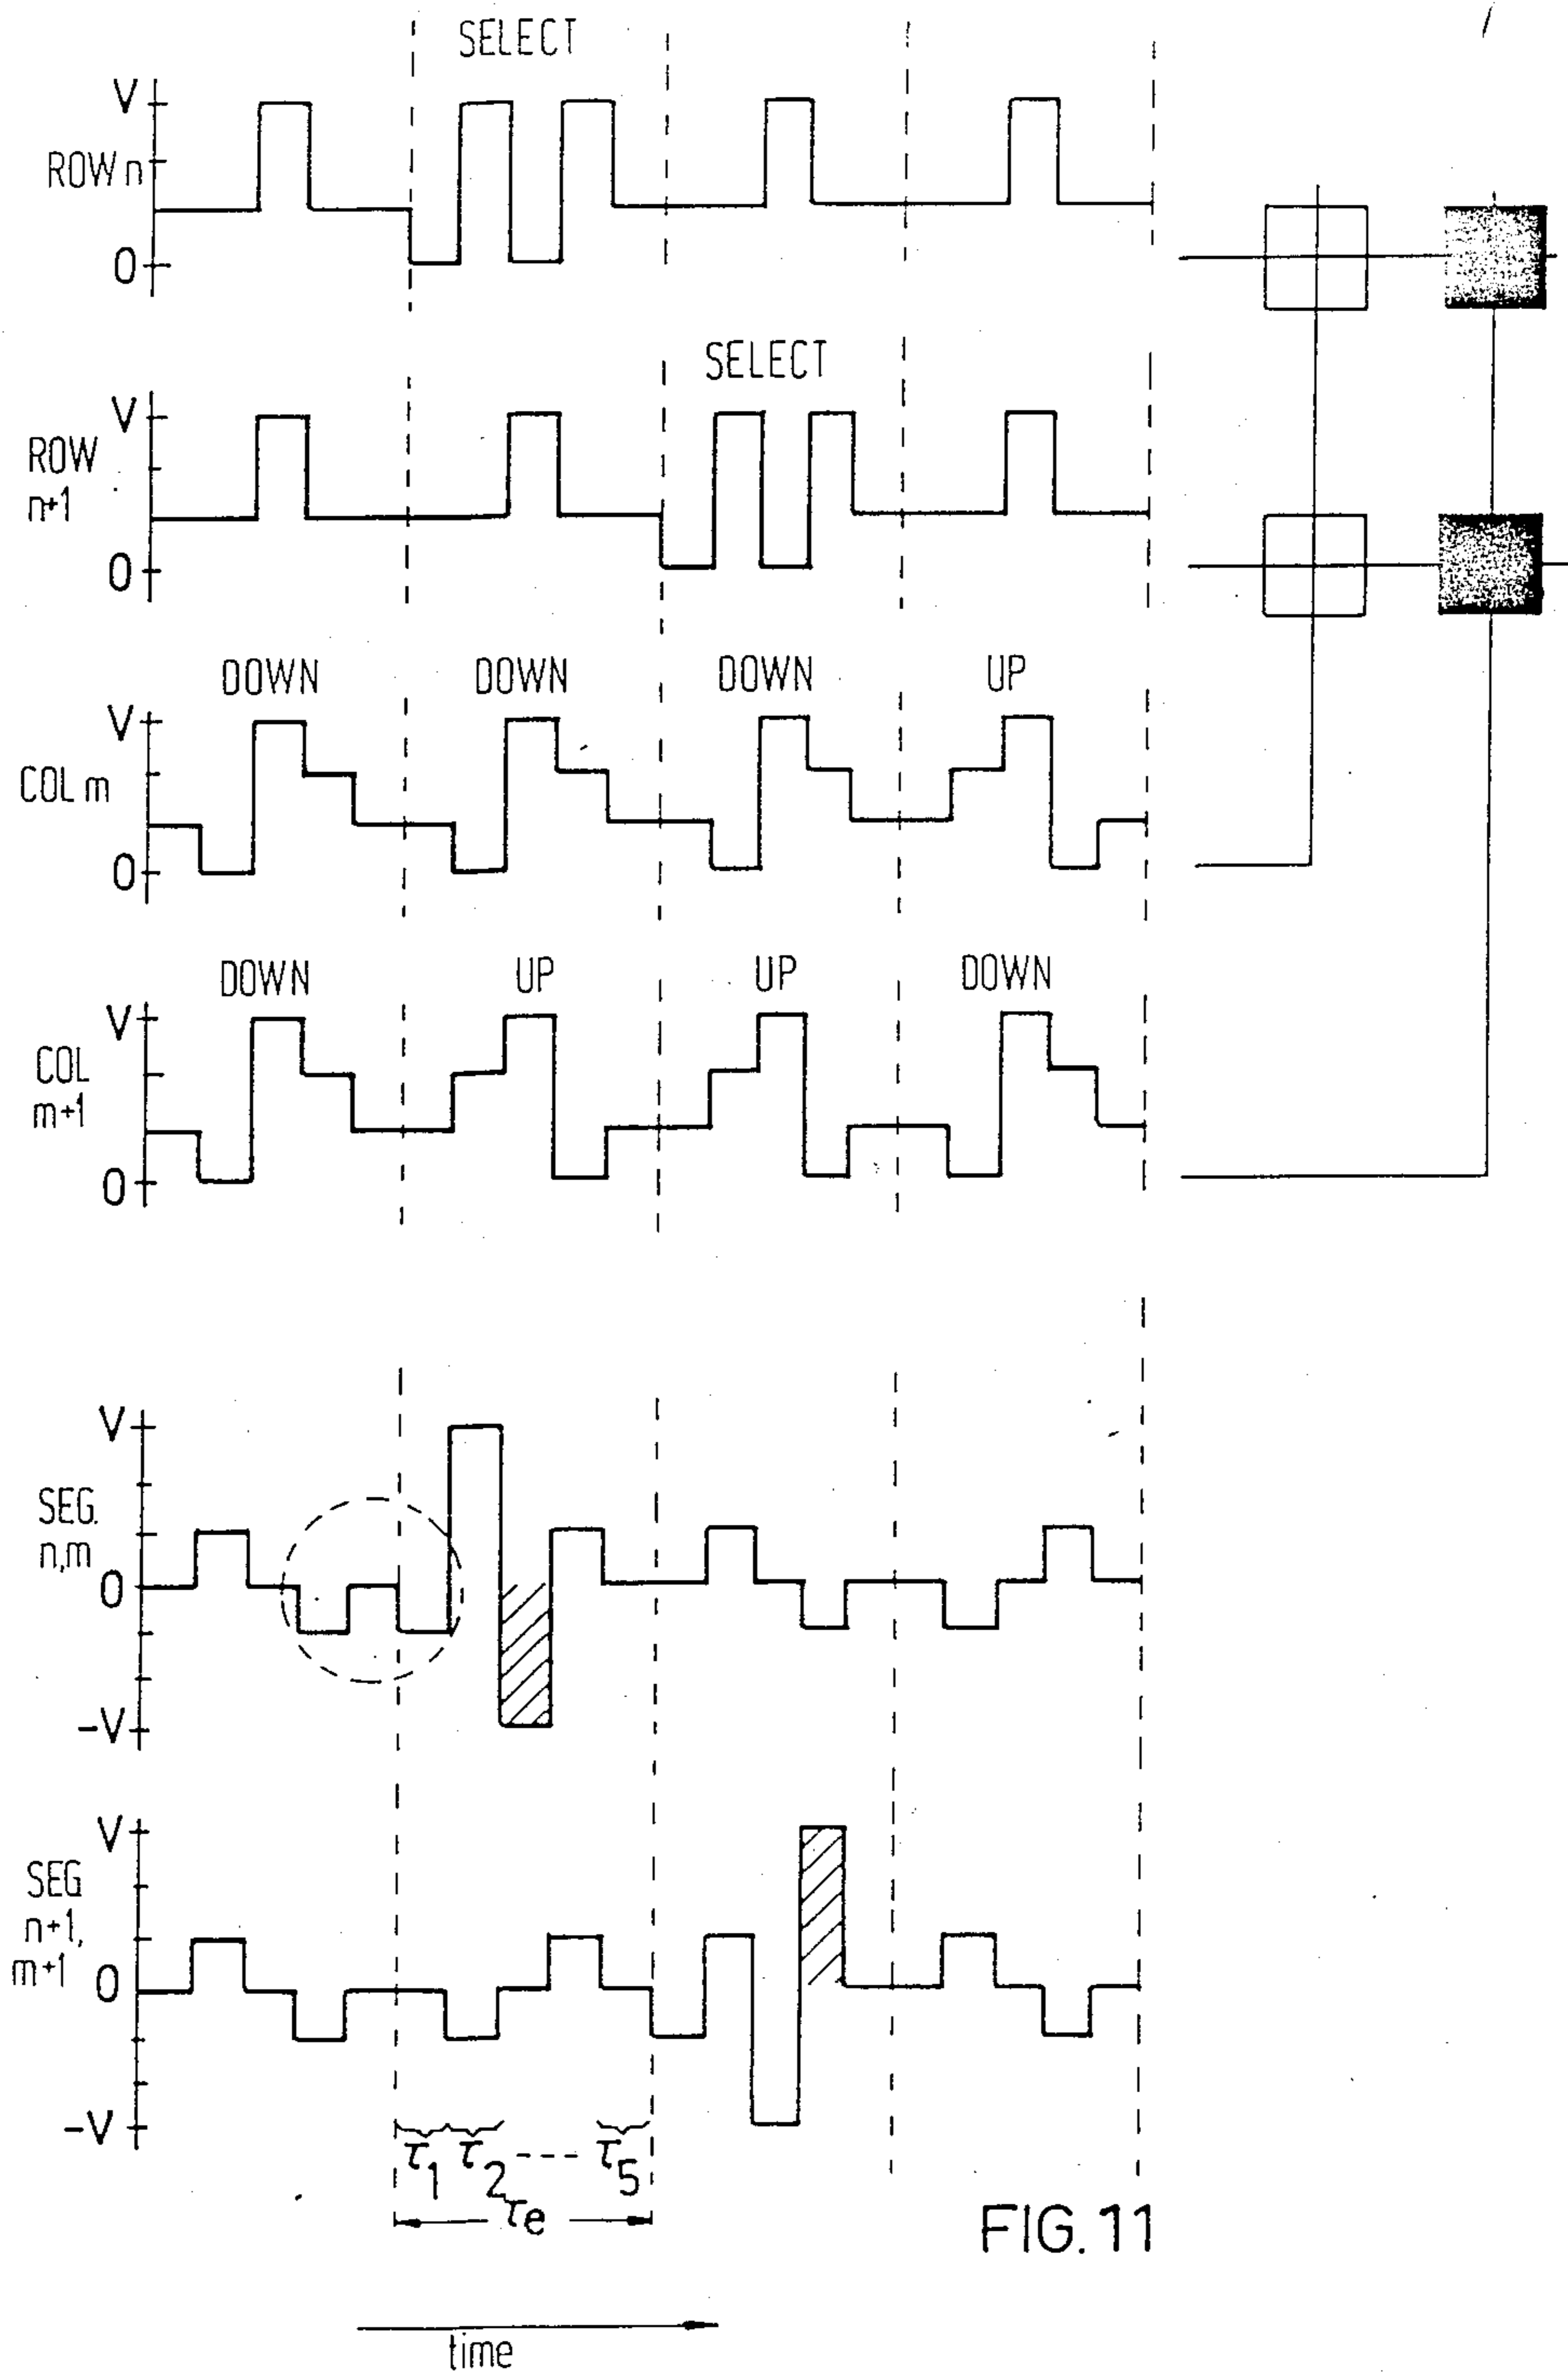 SELECT
V
ROW n
0
SELECT
V
ROW
n+1
0
DOWN DOWN DOWN UP
V
COL m
0
DOWN UP UP DOWN
V
COL
m+1
0
V
SEG.
n,m
0
-V
V
SEG
n+1,
m+1
0
-V
τ1 τ2 ---- τ5
τe
FIG. 11
time